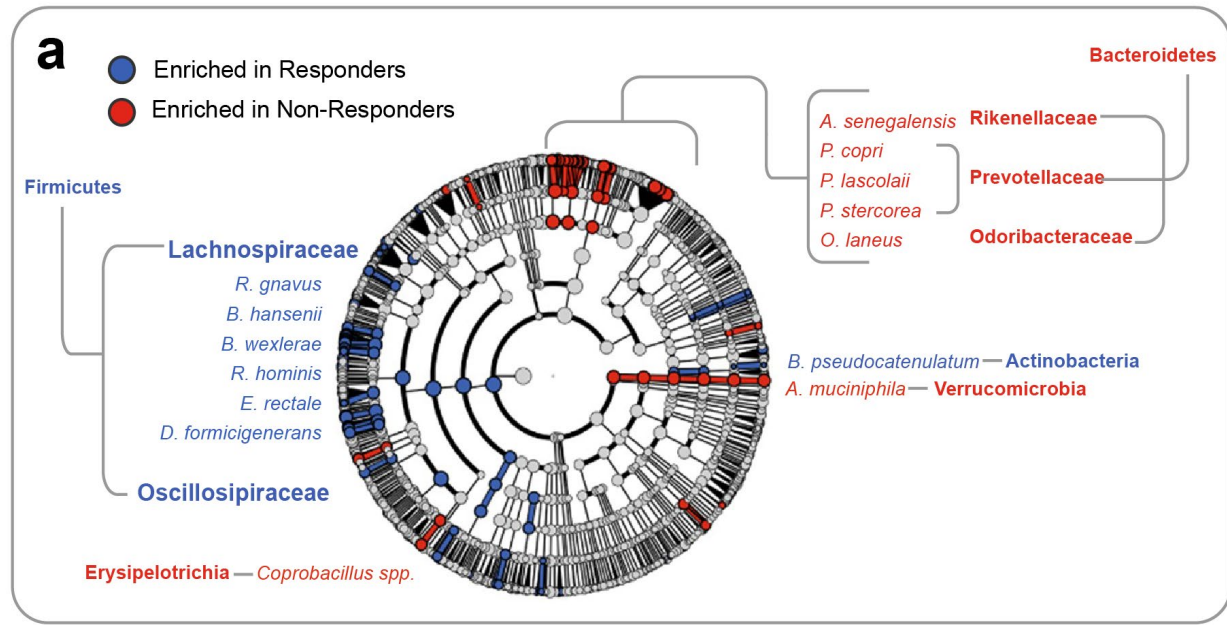 a
Enriched in Responders
Enriched in Non-Responders
Bacteroidetes
A. senegalensis Rikenellaceae
P. copri
P. lascolaii Prevotellaceae
P. stercorea
O. laneus Odoribacteraceae
Firmicutes
Lachnospiraceae
R. gnavus
B. hansenii
B. wexlerae
R. hominis
E. rectale
D. formicigenerans
Oscillosipiraceae
B. pseudocatenulatum Actinobacteria
A. muciniphila Verrucomicrobia
Erysipelotrichia Coprobacillus spp.